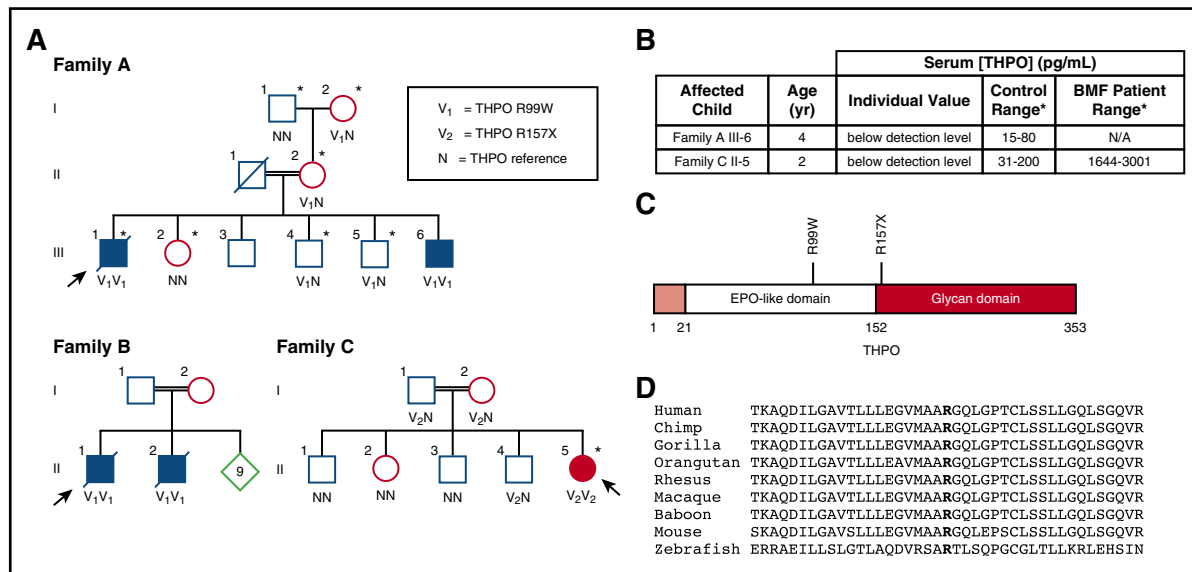 A
Family A
I
1 * 2 *
NN V1N
V1 = THPO R99W
V2 = THPO R157X
N = THPO reference
II
1 2 *
V1N
III
1 * 2 * 3 4 * 5 * 6
V1V1 NN V1N V1N V1V1
Family B
I
1 2
II
1 2 9
V1V1 V1V1
Family C
I
1 2
V2N V2N
II
1 2 3 4 5 *
NN NN NN V2N V2V2
B
Serum [THPO] (pg/mL)
Affected Child Age (yr) Individual Value Control Range* BMF Patient Range*
Family A III-6 4 below detection level 15-80 N/A
Family C II-5 2 below detection level 31-200 1644-3001
C
R99W R157X
EPO-like domain Glycan domain
1 21 152 353
THPO
D
Human TKAQDILGAVTLLLEGVMAARGQLGPTCLSSLLGQLSGQVR
Chimp TKAQDILGAVTLLLEGVMAARGQLGPTCLSSLLGQLSGQVR
Gorilla TKAQDILGAVTLLLEGVMAARGQLGPTCLSSLLGQLSGQVR
Orangutan TKAQDILGAVTLLLEAVMAARGQLGPTCLSSLLGQLSGQVR
Rhesus TKAQDILGAVTLLLEGVMAARGQLGPTCLSSLLGQLSGQVR
Macaque TKAQDILGAVTLLLEGVMAARGQLGPTCLSSLLGQLSGQVR
Baboon TKAQDILGAVTLLLEGVMAARGQLGPTCLSSLLGQLSGQVR
Mouse SKAQDILGAVSLLLEGVMAARGQLEPSCLSSLLGQLSGQVR
Zebrafish ERRAEILLSLGTLAQDVRSARTLSQPGCGLTLLKRLEHSIN